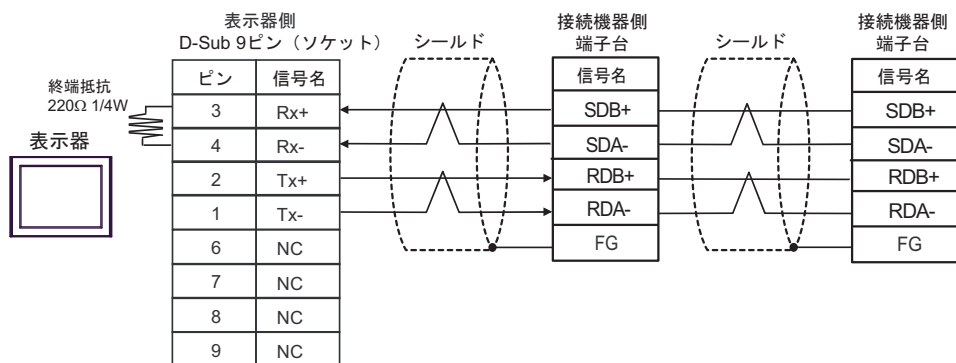 表示器側
D-Sub 9ピン（ソケット）
シールド
接続機器側
端子台
シールド
接続機器側
端子台
終端抵抗
220Ω 1/4W
表示器
ピン 信号名
3 Rx+
4 Rx-
2 Tx+
1 Tx-
6 NC
7 NC
8 NC
9 NC
信号名
SDB+
SDA-
RDB+
RDA-
FG
信号名
SDB+
SDA-
RDB+
RDA-
FG